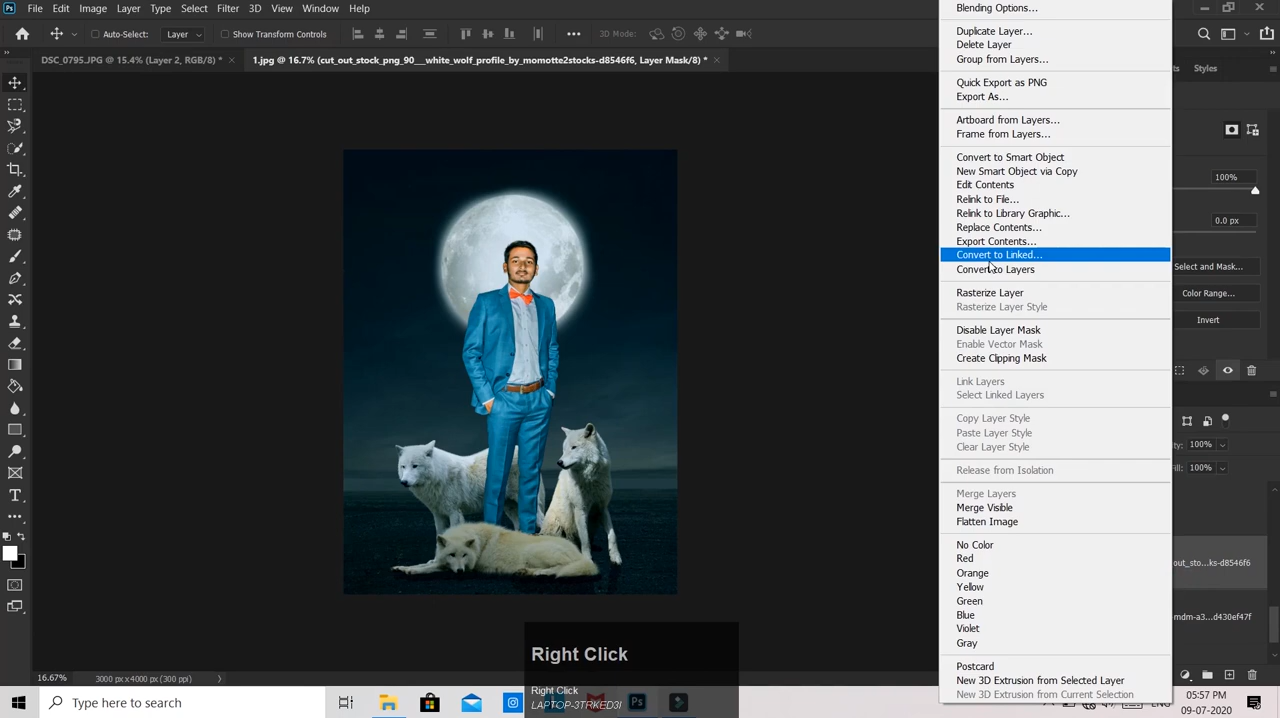 File Edit Image Layer Type Select Filter 3D View Window Help
Auto-Select: Layer Show Transform Controls 3D Mode:
DSC_0795.JPG @ 15.4% (Layer 2, RGB/8) * × 1.jpg @ 16.7% (cut_out_stock_png_90___white_wolf_profile_by_momotte2stocks-d8546f6, Layer Mask/8) * ×
Styles
Blending Options...
Duplicate Layer...
Delete Layer
Group from Layers...
Quick Export as PNG
Export As...
Artboard from Layers...
Frame from Layers...
Convert to Smart Object
New Smart Object via Copy
Edit Contents
Relink to File...
Relink to Library Graphic...
Replace Contents...
Export Contents...
Convert to Linked...
Convert to Layers
Rasterize Layer
Rasterize Layer Style
Disable Layer Mask
Enable Vector Mask
Create Clipping Mask
Link Layers
Select Linked Layers
Copy Layer Style
Paste Layer Style
Clear Layer Style
Release from Isolation
Merge Layers
Merge Visible
Flatten Image
No Color
Red
Orange
Yellow
Green
Blue
Violet
Gray
Postcard
New 3D Extrusion from Selected Layer
New 3D Extrusion from Current Selection
100%
0.0 px
Select and Mask...
Color Range...
Invert
100%
Fill: 100%
out_sto...ks-d8546f6
mdm-a3...d430ef47f
Right Click
Right Click
LAPTOP-3TRKED3I
16.67% 3000 px x 4000 px (300 ppi)
Type here to search
05:57 PM
09-07-2020